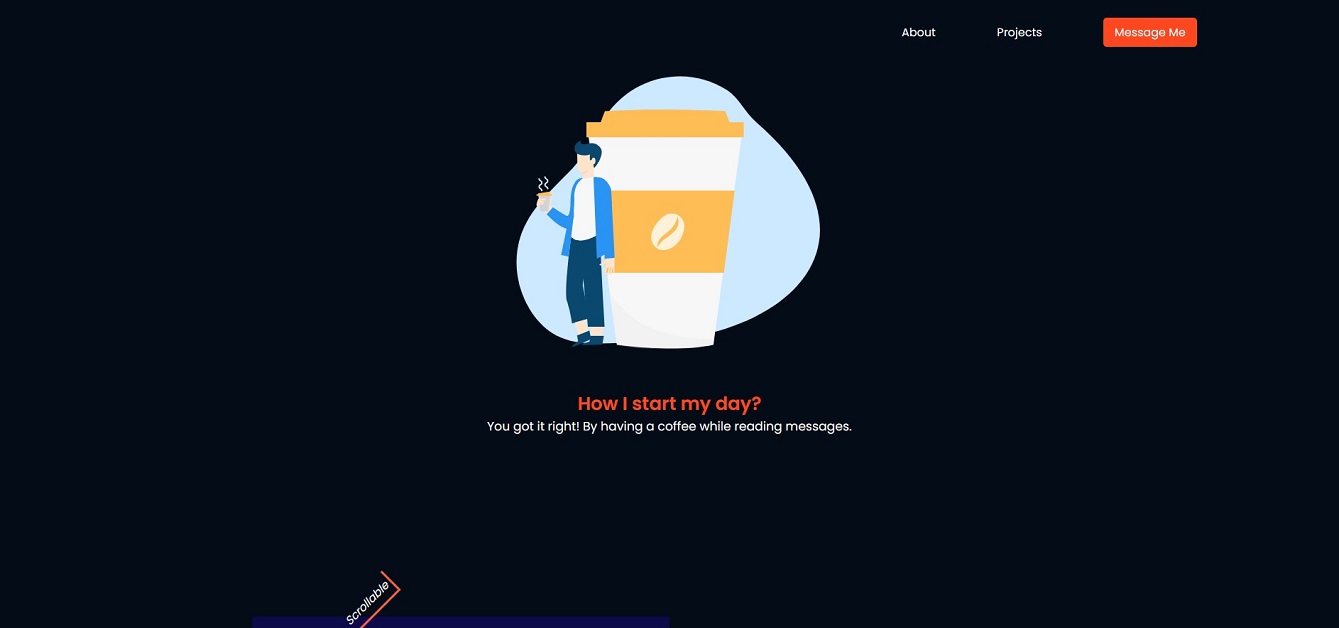 About
Projects
Message Me
How I start my day?
You got it right! By having a coffee while reading messages.
Scrollable